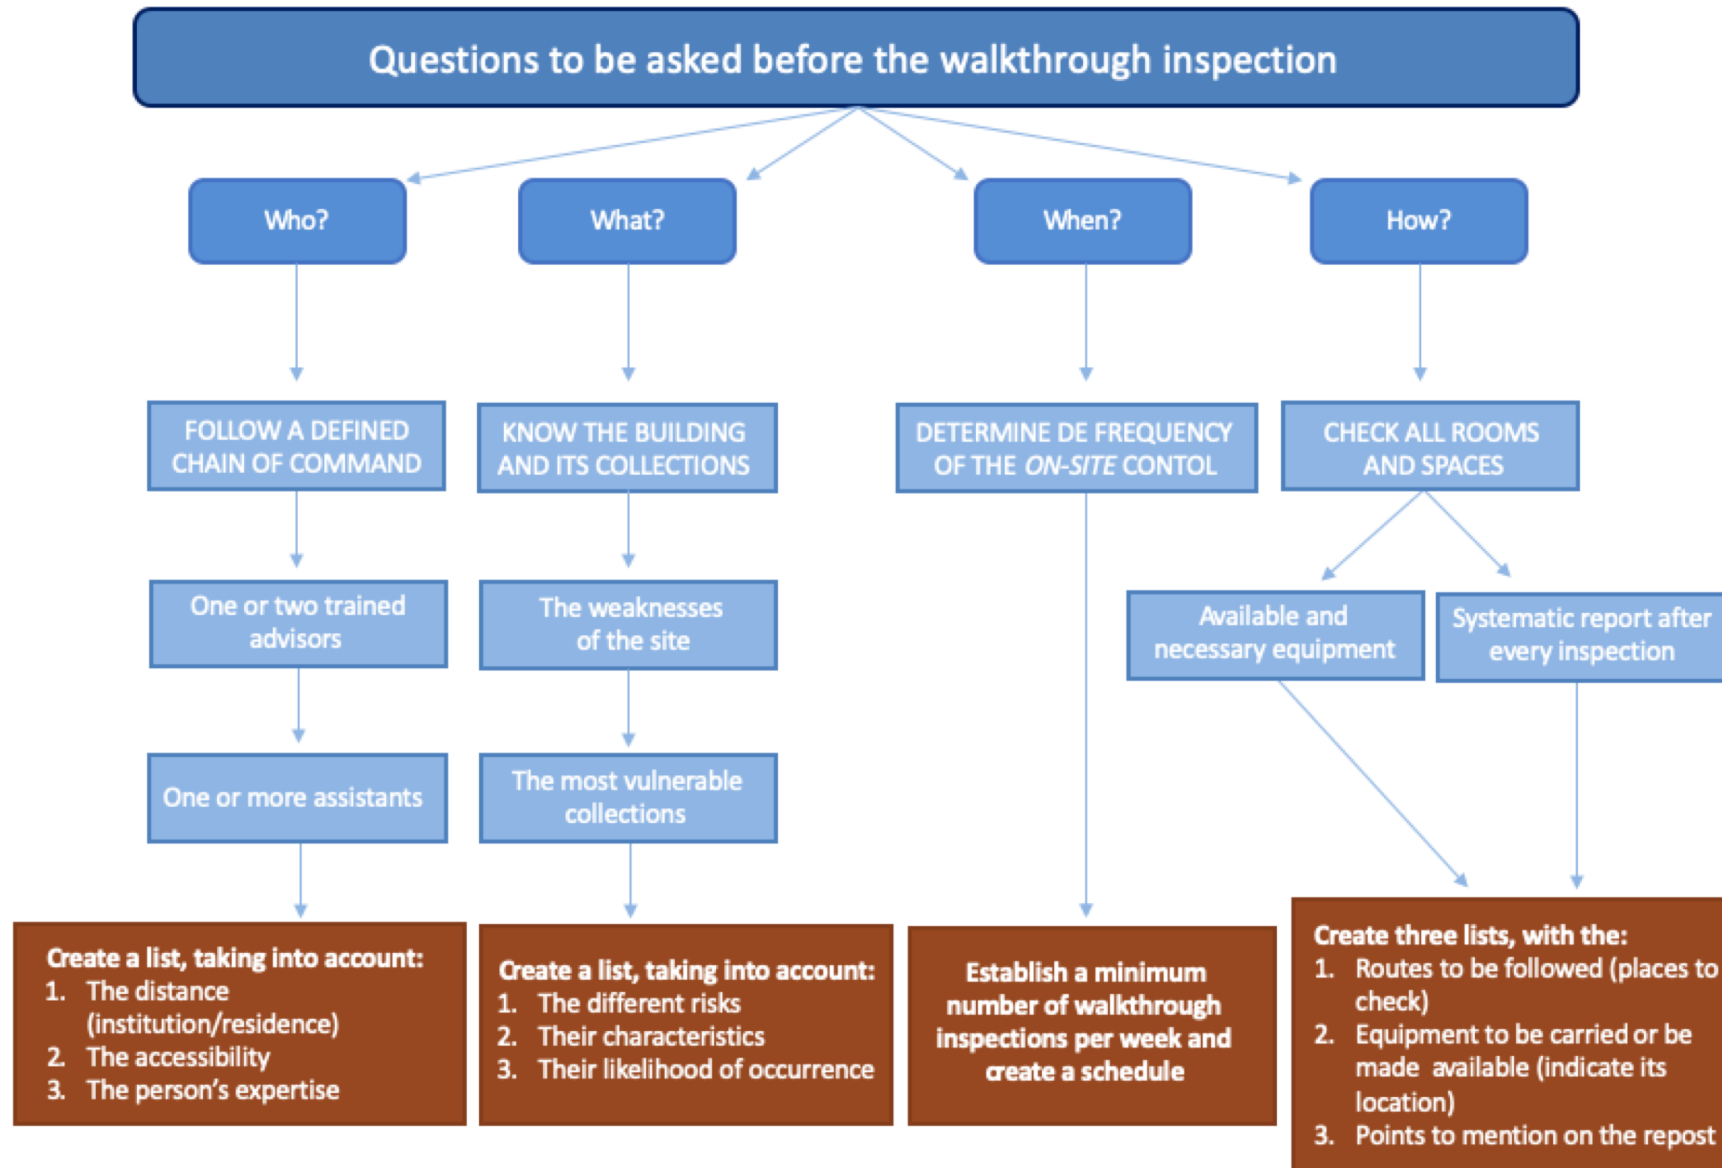 Questions to be asked before the walkthrough inspection
Who?
What?
When?
How?
FOLLOW A DEFINED
CHAIN OF COMMAND
KNOW THE BUILDING
AND ITS COLLECTIONS
DETERMINE DE FREQUENCY
OF THE ON-SITE CONTOL
CHECK ALL ROOMS
AND SPACES
One or two trained
advisors
The weaknesses
of the site
Available and
necessary equipment
Systematic report after
every inspection
One or more assistants
The most vulnerable
collections
Create a list, taking into account:
1. The distance
(institution/residence)
2. The accessibility
3. The person's expertise
Create a list, taking into account:
1. The different risks
2. Their characteristics
3. Their likelihood of occurrence
Establish a minimum
number of walkthrough
inspections per week and
create a schedule
Create three lists, with the:
1. Routes to be followed (places to
check)
2. Equipment to be carried or be
made available (indicate its
location)
3. Points to mention on the repost